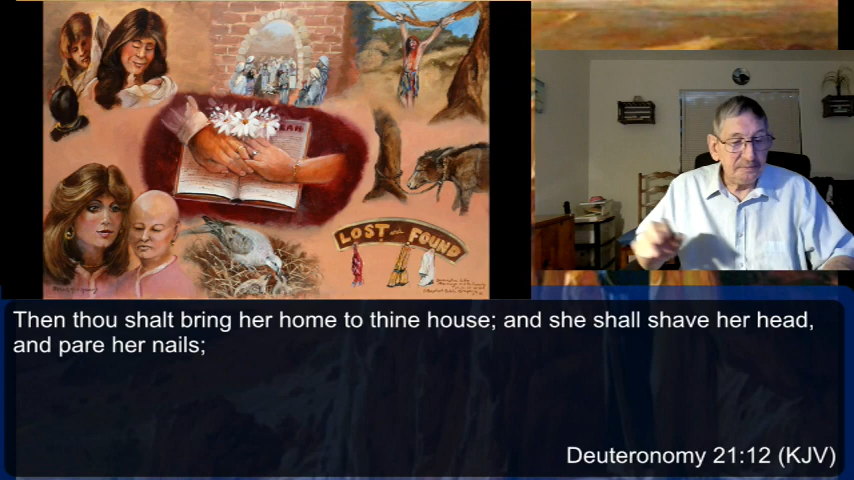 LOST and FOUND
Then thou shalt bring her home to thine house; and she shall shave her head,
and pare her nails;
Deuteronomy 21:12 (KJV)